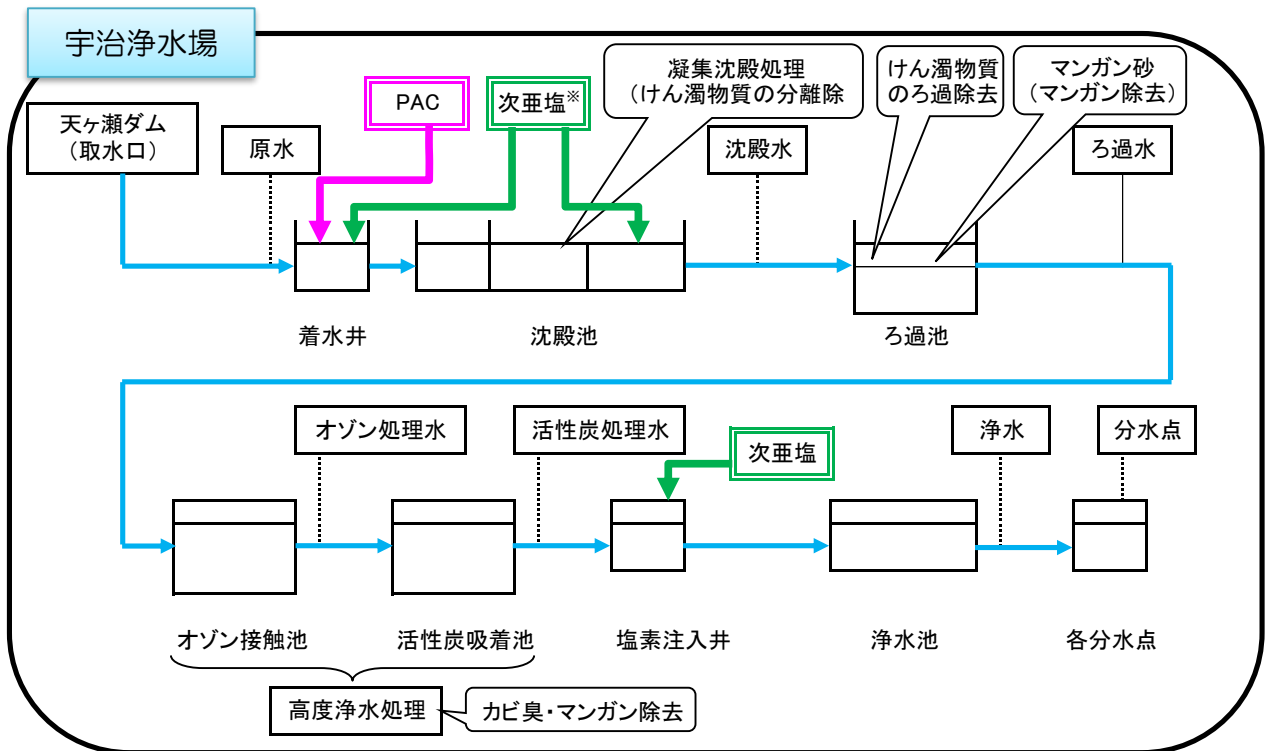 宇治浄水場
天ヶ瀬ダム
（取水口）
原水
PAC
次亜塩※
凝集沈殿処理
（けん濁物質の分離除
沈殿水
けん濁物質
のろ過除去
マンガン砂
（マンガン除去）
ろ過水
着水井
沈殿池
ろ過池
オゾン処理水
活性炭処理水
次亜塩
浄水
分水点
オゾン接触池
活性炭吸着池
塩素注入井
浄水池
各分水点
高度浄水処理
カビ臭・マンガン除去